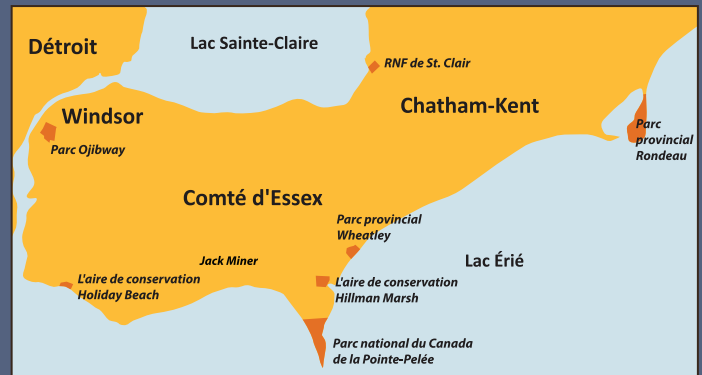 Détroit
Lac Sainte-Claire
RNF de St. Clair
Chatham-Kent
Windsor
Parc
provincial
Rondeau
Parc Ojibway
Comté d'Essex
Parc provincial
Wheatley
Jack Miner
Lac Érié
L'aire de conservation
Holiday Beach
L'aire de conservation
Hillman Marsh
Parc national du Canada
de la Pointe-Pelée